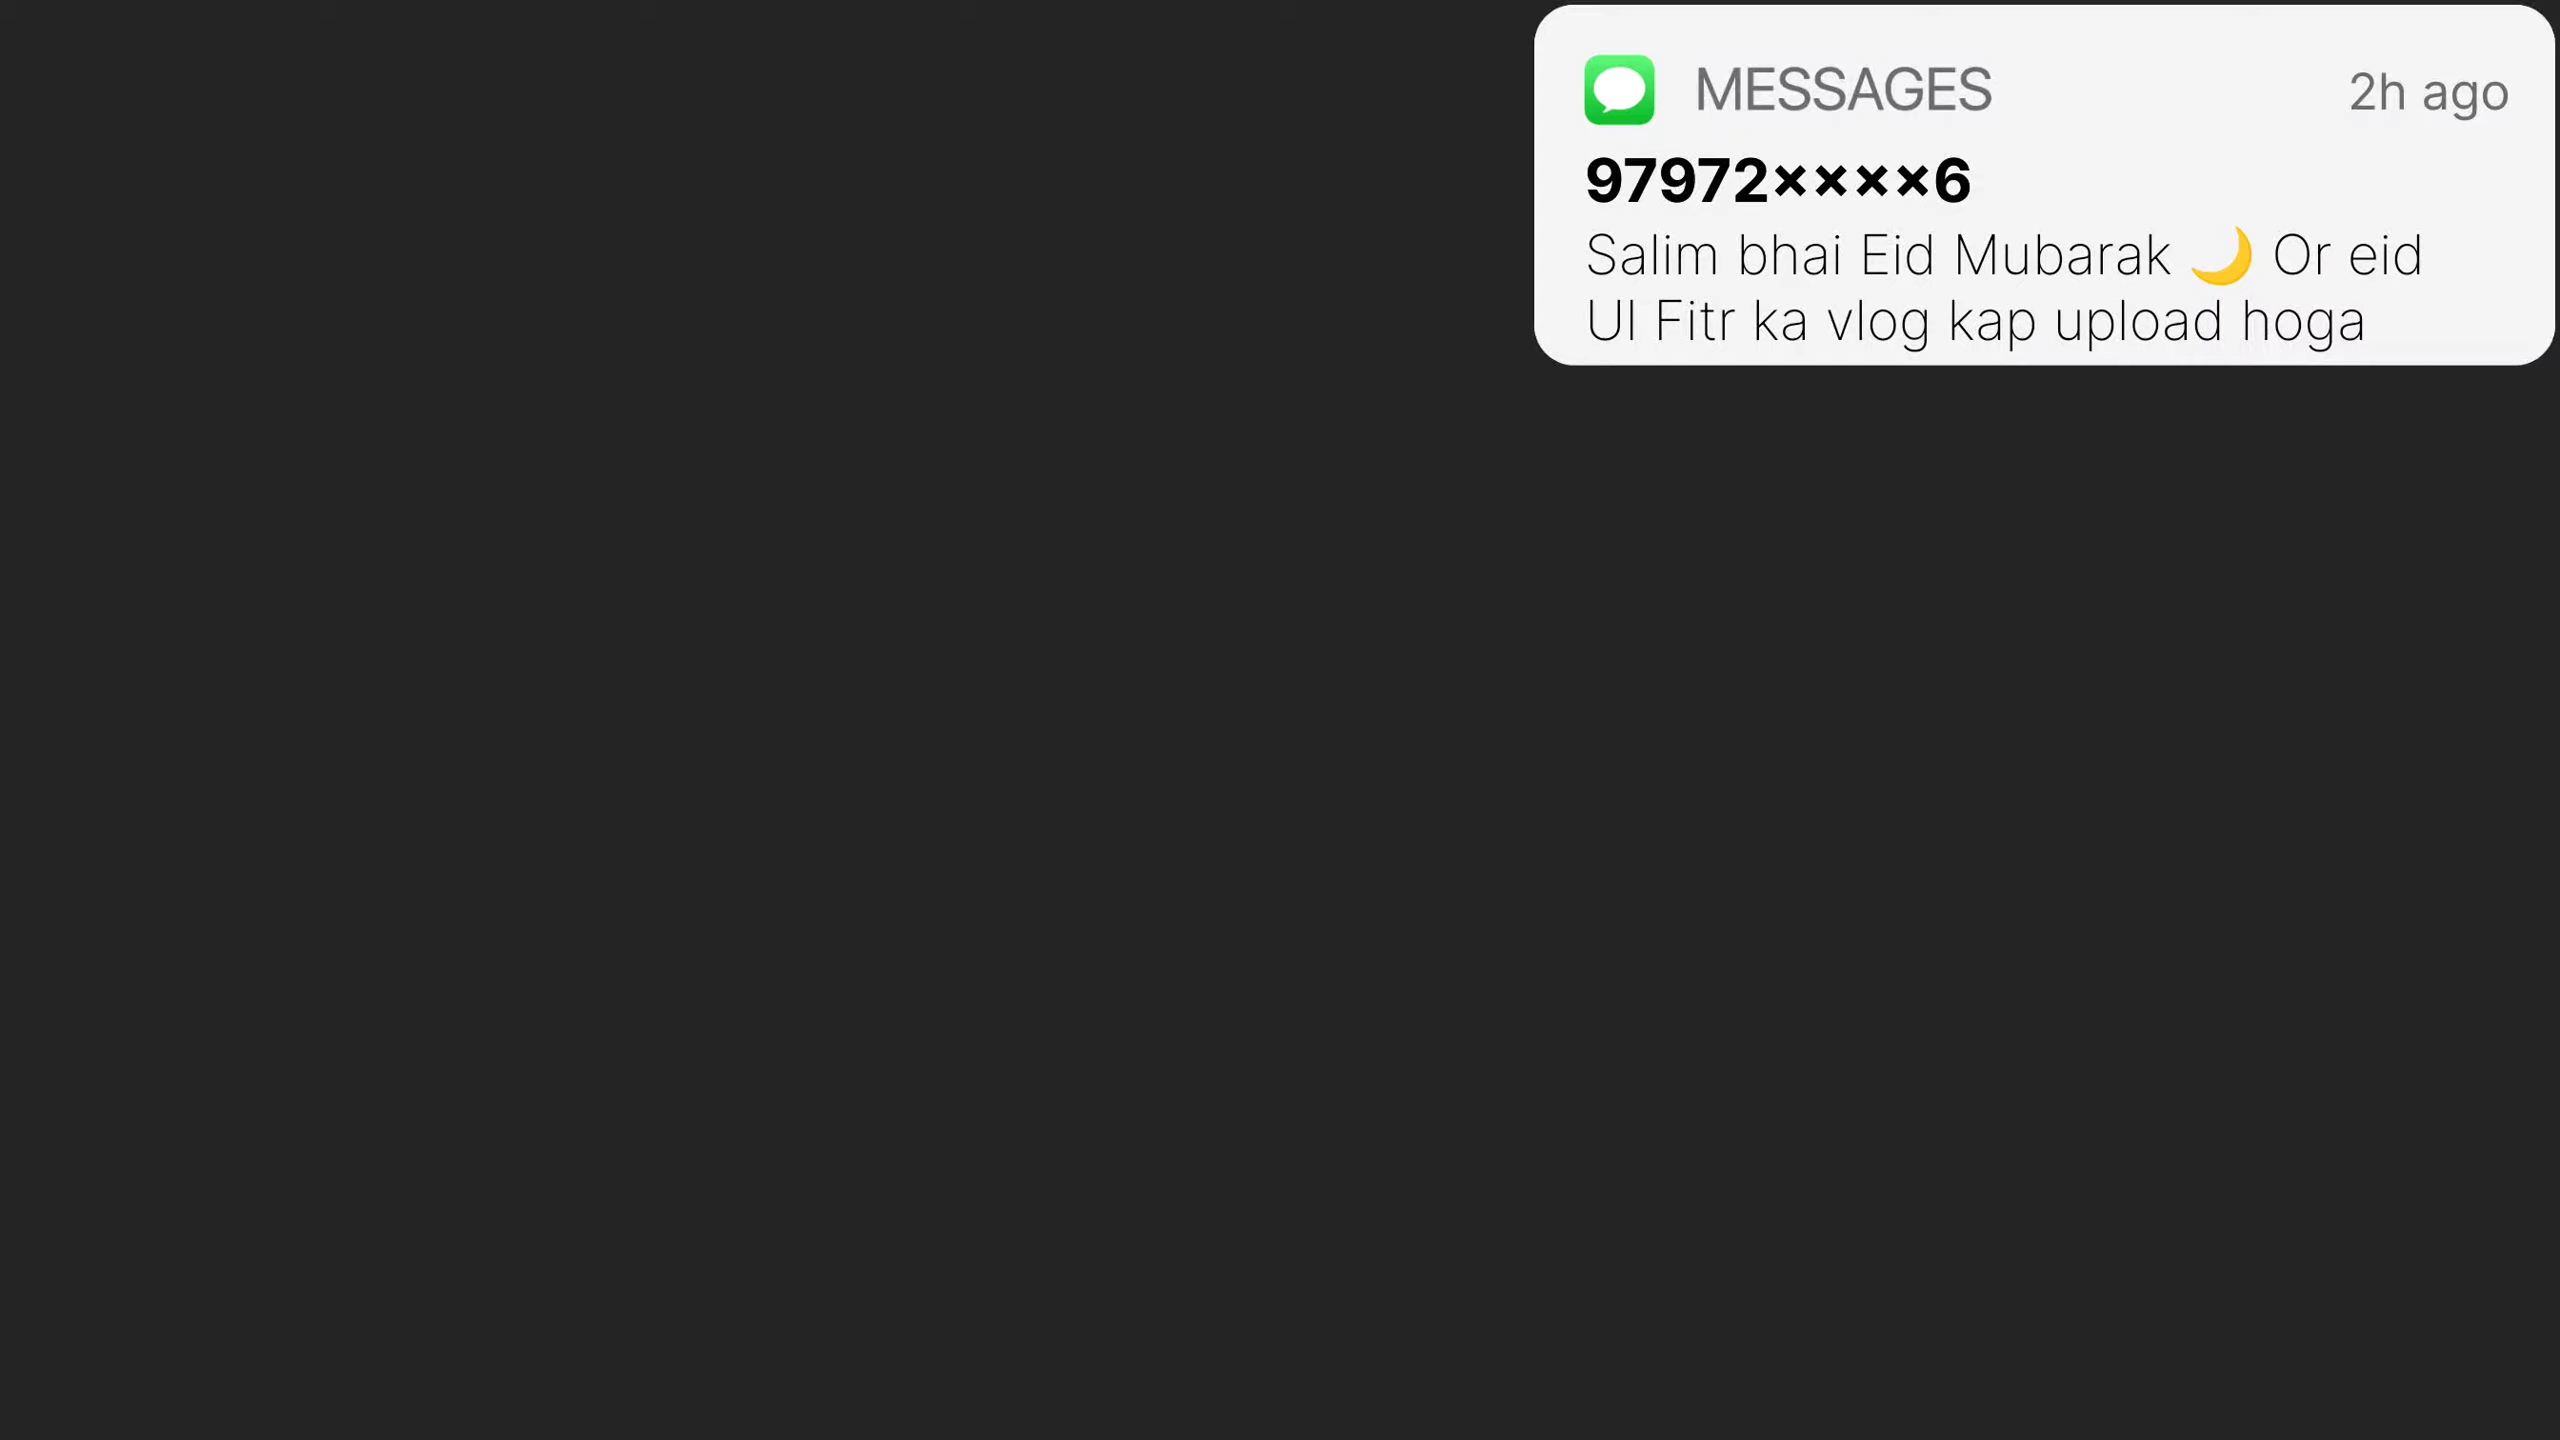 MESSAGES 2h ago
97972××××6
Salim bhai Eid Mubarak 🌙 Or eid
Ul Fitr ka vlog kap upload hoga